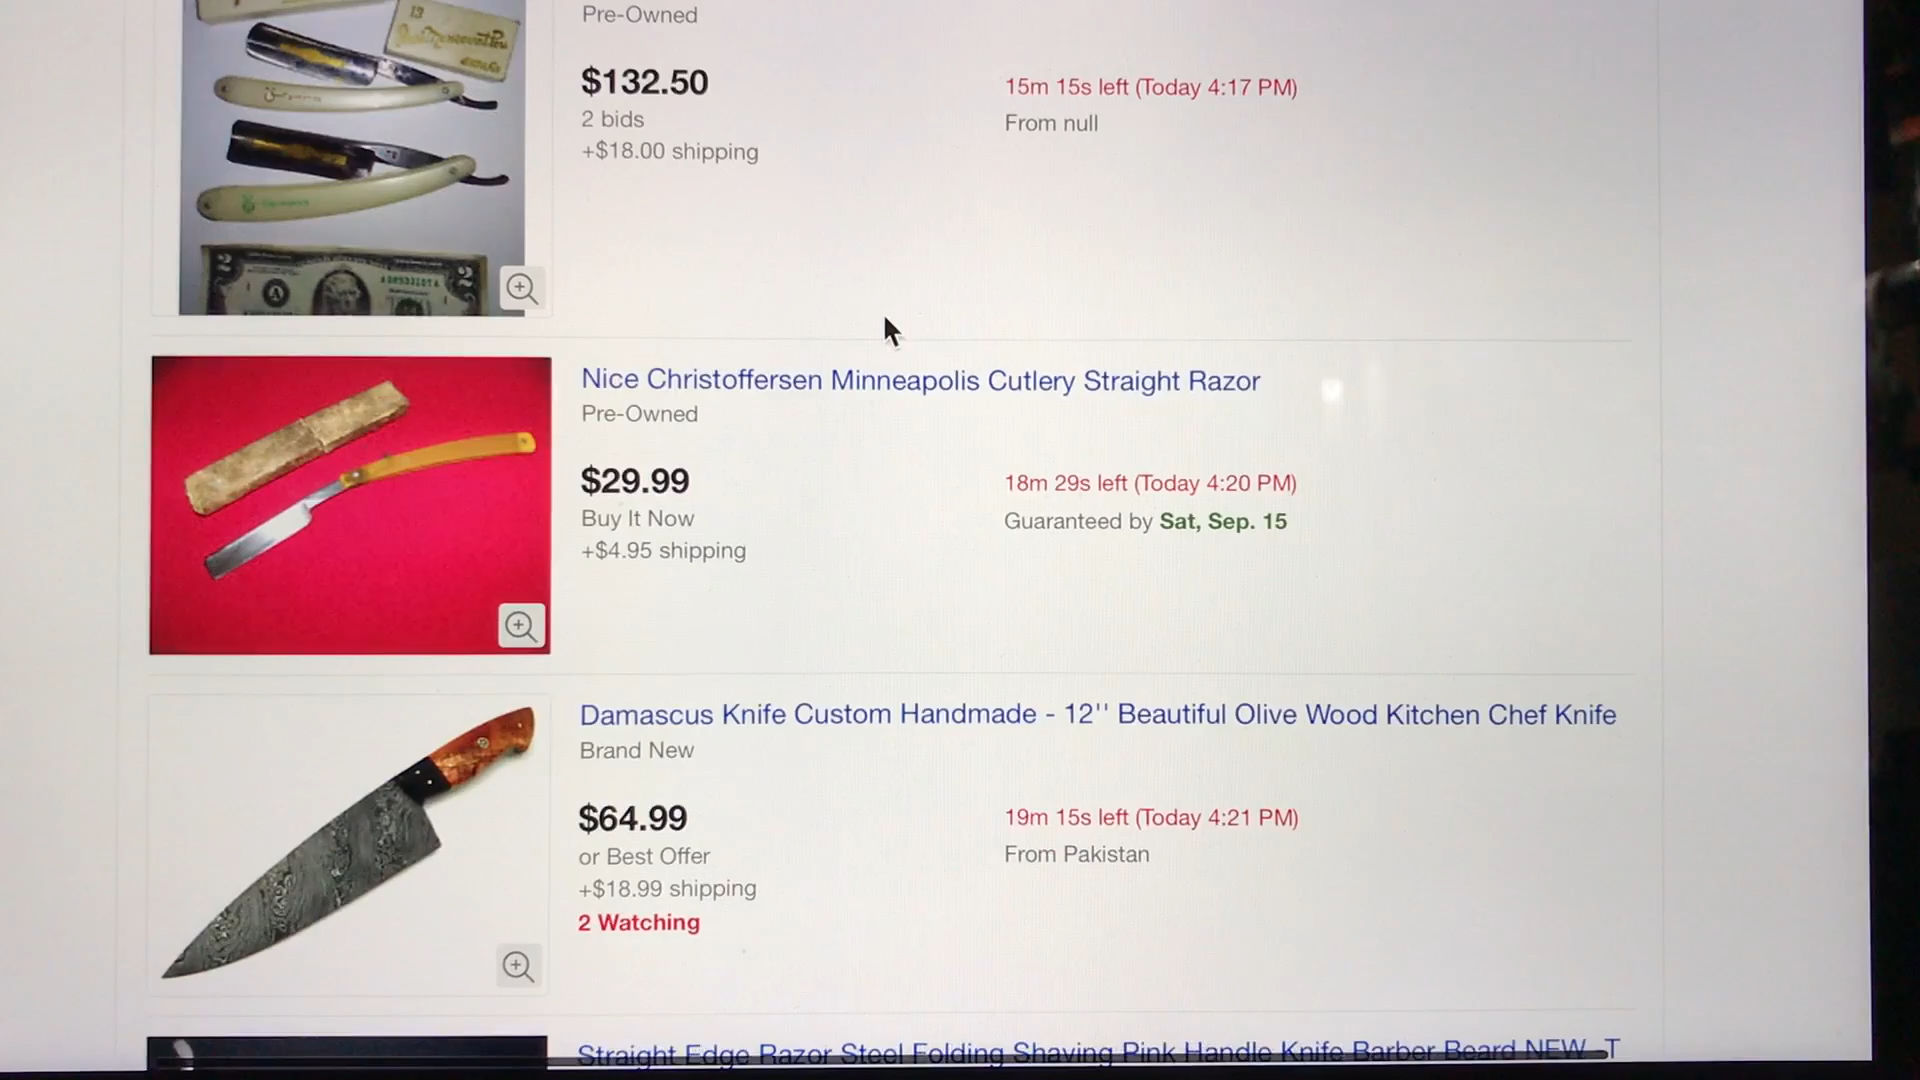 Pre-Owned
13
$132.50
15m 15s left (Today 4:17 PM)
2 bids
From null
+$18.00 shipping
2
2
A
Nice Christoffersen Minneapolis Cutlery Straight Razor
Pre-Owned
$29.99
18m 29s left (Today 4:20 PM)
Buy It Now
Guaranteed by Sat, Sep. 15
+$4.95 shipping
Damascus Knife Custom Handmade - 12'' Beautiful Olive Wood Kitchen Chef Knife
Brand New
$64.99
19m 15s left (Today 4:21 PM)
or Best Offer
From Pakistan
+$18.99 shipping
2 Watching
Straight Edge Razor Steel Folding Shaving Pink Handle Knife Barber Beard NEW_T